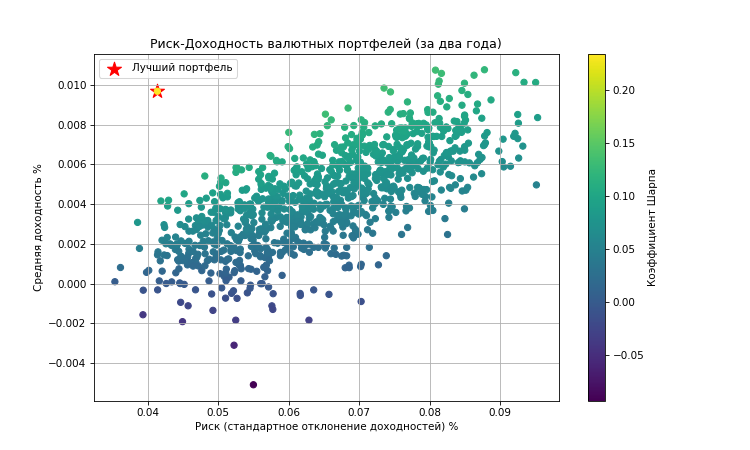 Риск-Доходность валютных портфелей (за два года)
Лучший портфель
Средняя доходность %
0.010
0.008
0.006
0.004
0.002
0.000
−0.002
−0.004
0.04 0.05 0.06 0.07 0.08 0.09
Риск (стандартное отклонение доходностей) %
0.20
0.15
0.10
0.05
0.00
−0.05
Коэффициент Шарпа